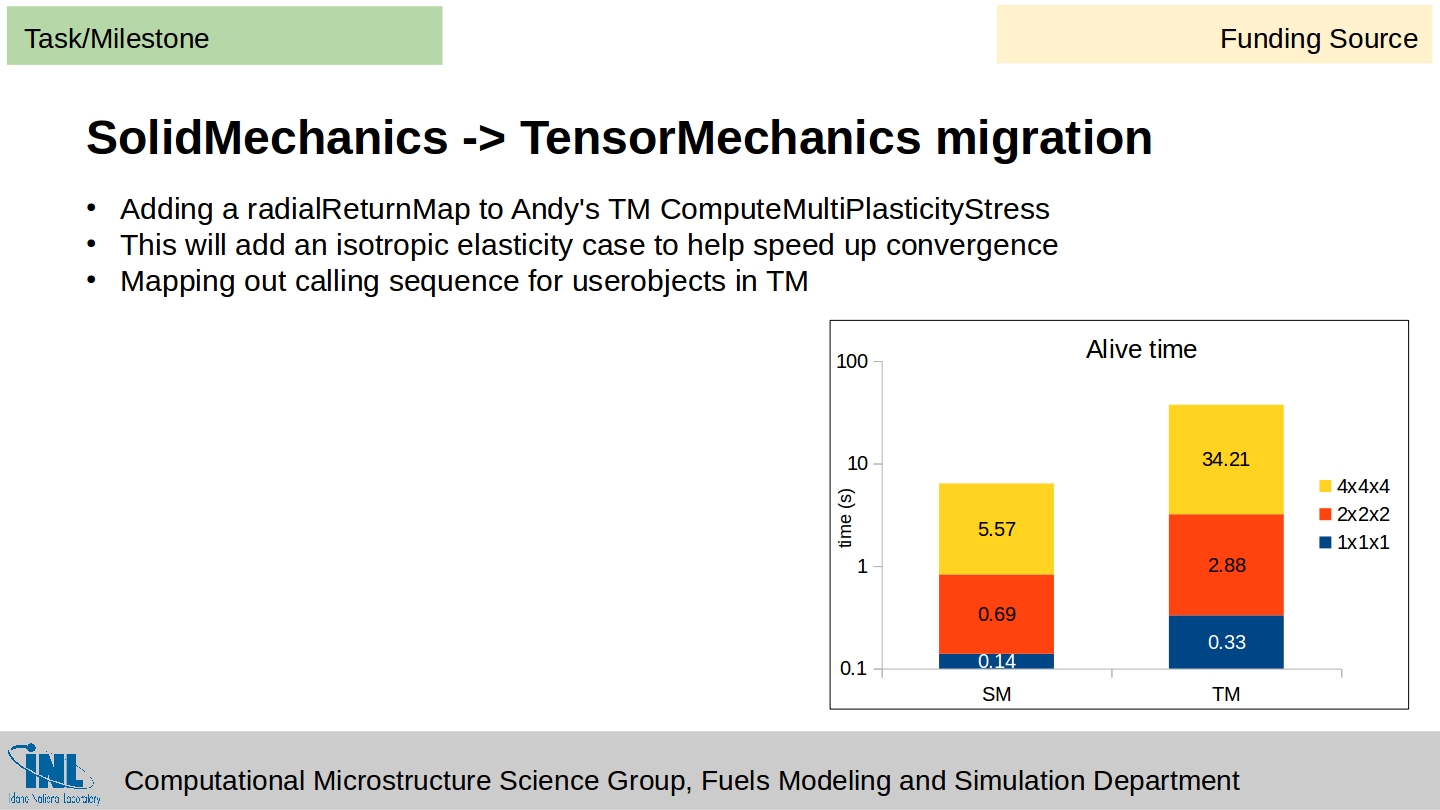 Task/Milestone
Funding Source
SolidMechanics -> TensorMechanics migration
• Adding a radialReturnMap to Andy's TM ComputeMultiPlasticityStress
• This will add an isotropic elasticity case to help speed up convergence
• Mapping out calling sequence for userobjects in TM
Alive time
100
10
1
0.1
time (s)
5.57
0.69
0.14
34.21
2.88
0.33
SM
TM
4x4x4
2x2x2
1x1x1
INL
Idaho National Laboratory
Computational Microstructure Science Group, Fuels Modeling and Simulation Department